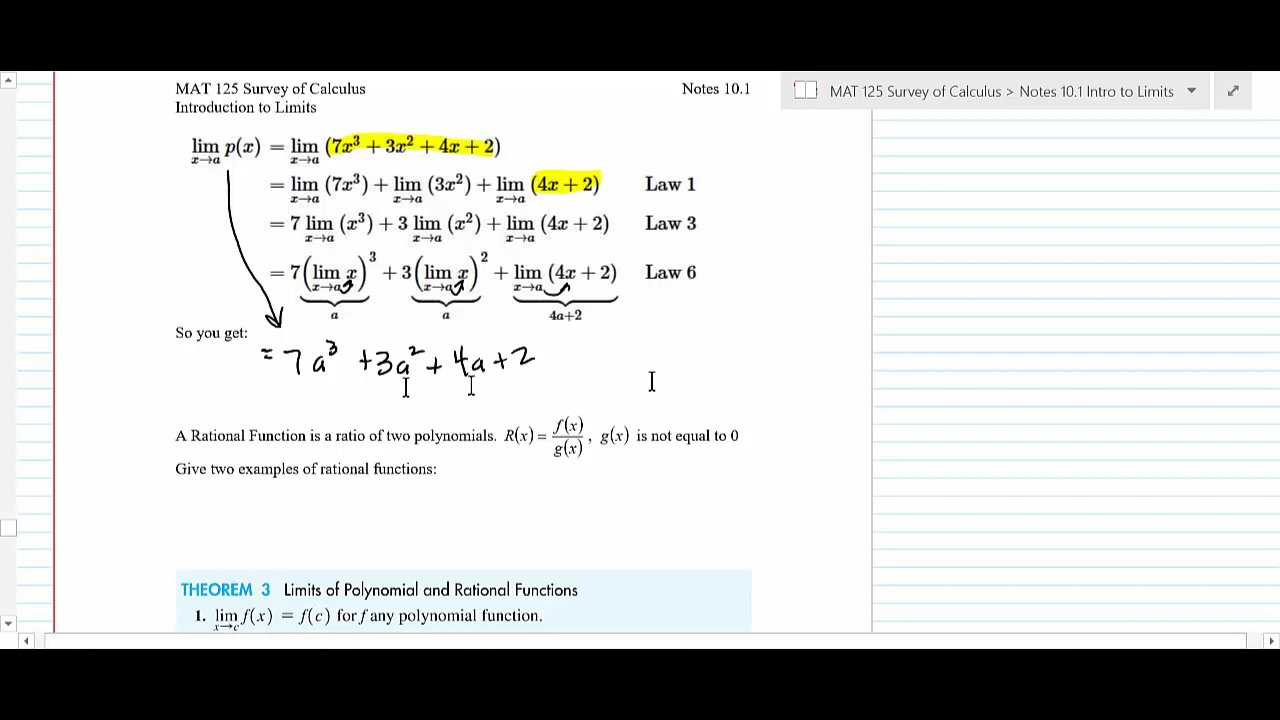 MAT 125 Survey of Calculus Notes 10.1
MAT 125 Survey of Calculus > Notes 10.1 Intro to Limits
Introduction to Limits
lim x→a p(x) = lim x→a (7x³ + 3x² + 4x + 2)
= lim x→a (7x³) + lim x→a (3x²) + lim x→a (4x + 2) Law 1
= 7 lim x→a (x³) + 3 lim x→a (x²) + lim x→a (4x + 2) Law 3
= 7 (lim x→a x)³ + 3 (lim x→a x)² + lim x→a (4x + 2) Law 6
a a 4a+2
So you get:
= 7a³ + 3a² + 4a + 2
A Rational Function is a ratio of two polynomials. R(x) = f(x)/g(x), g(x) is not equal to 0
Give two examples of rational functions:
THEOREM 3 Limits of Polynomial and Rational Functions
1. lim x→c f(x) = f(c) for f any polynomial function.